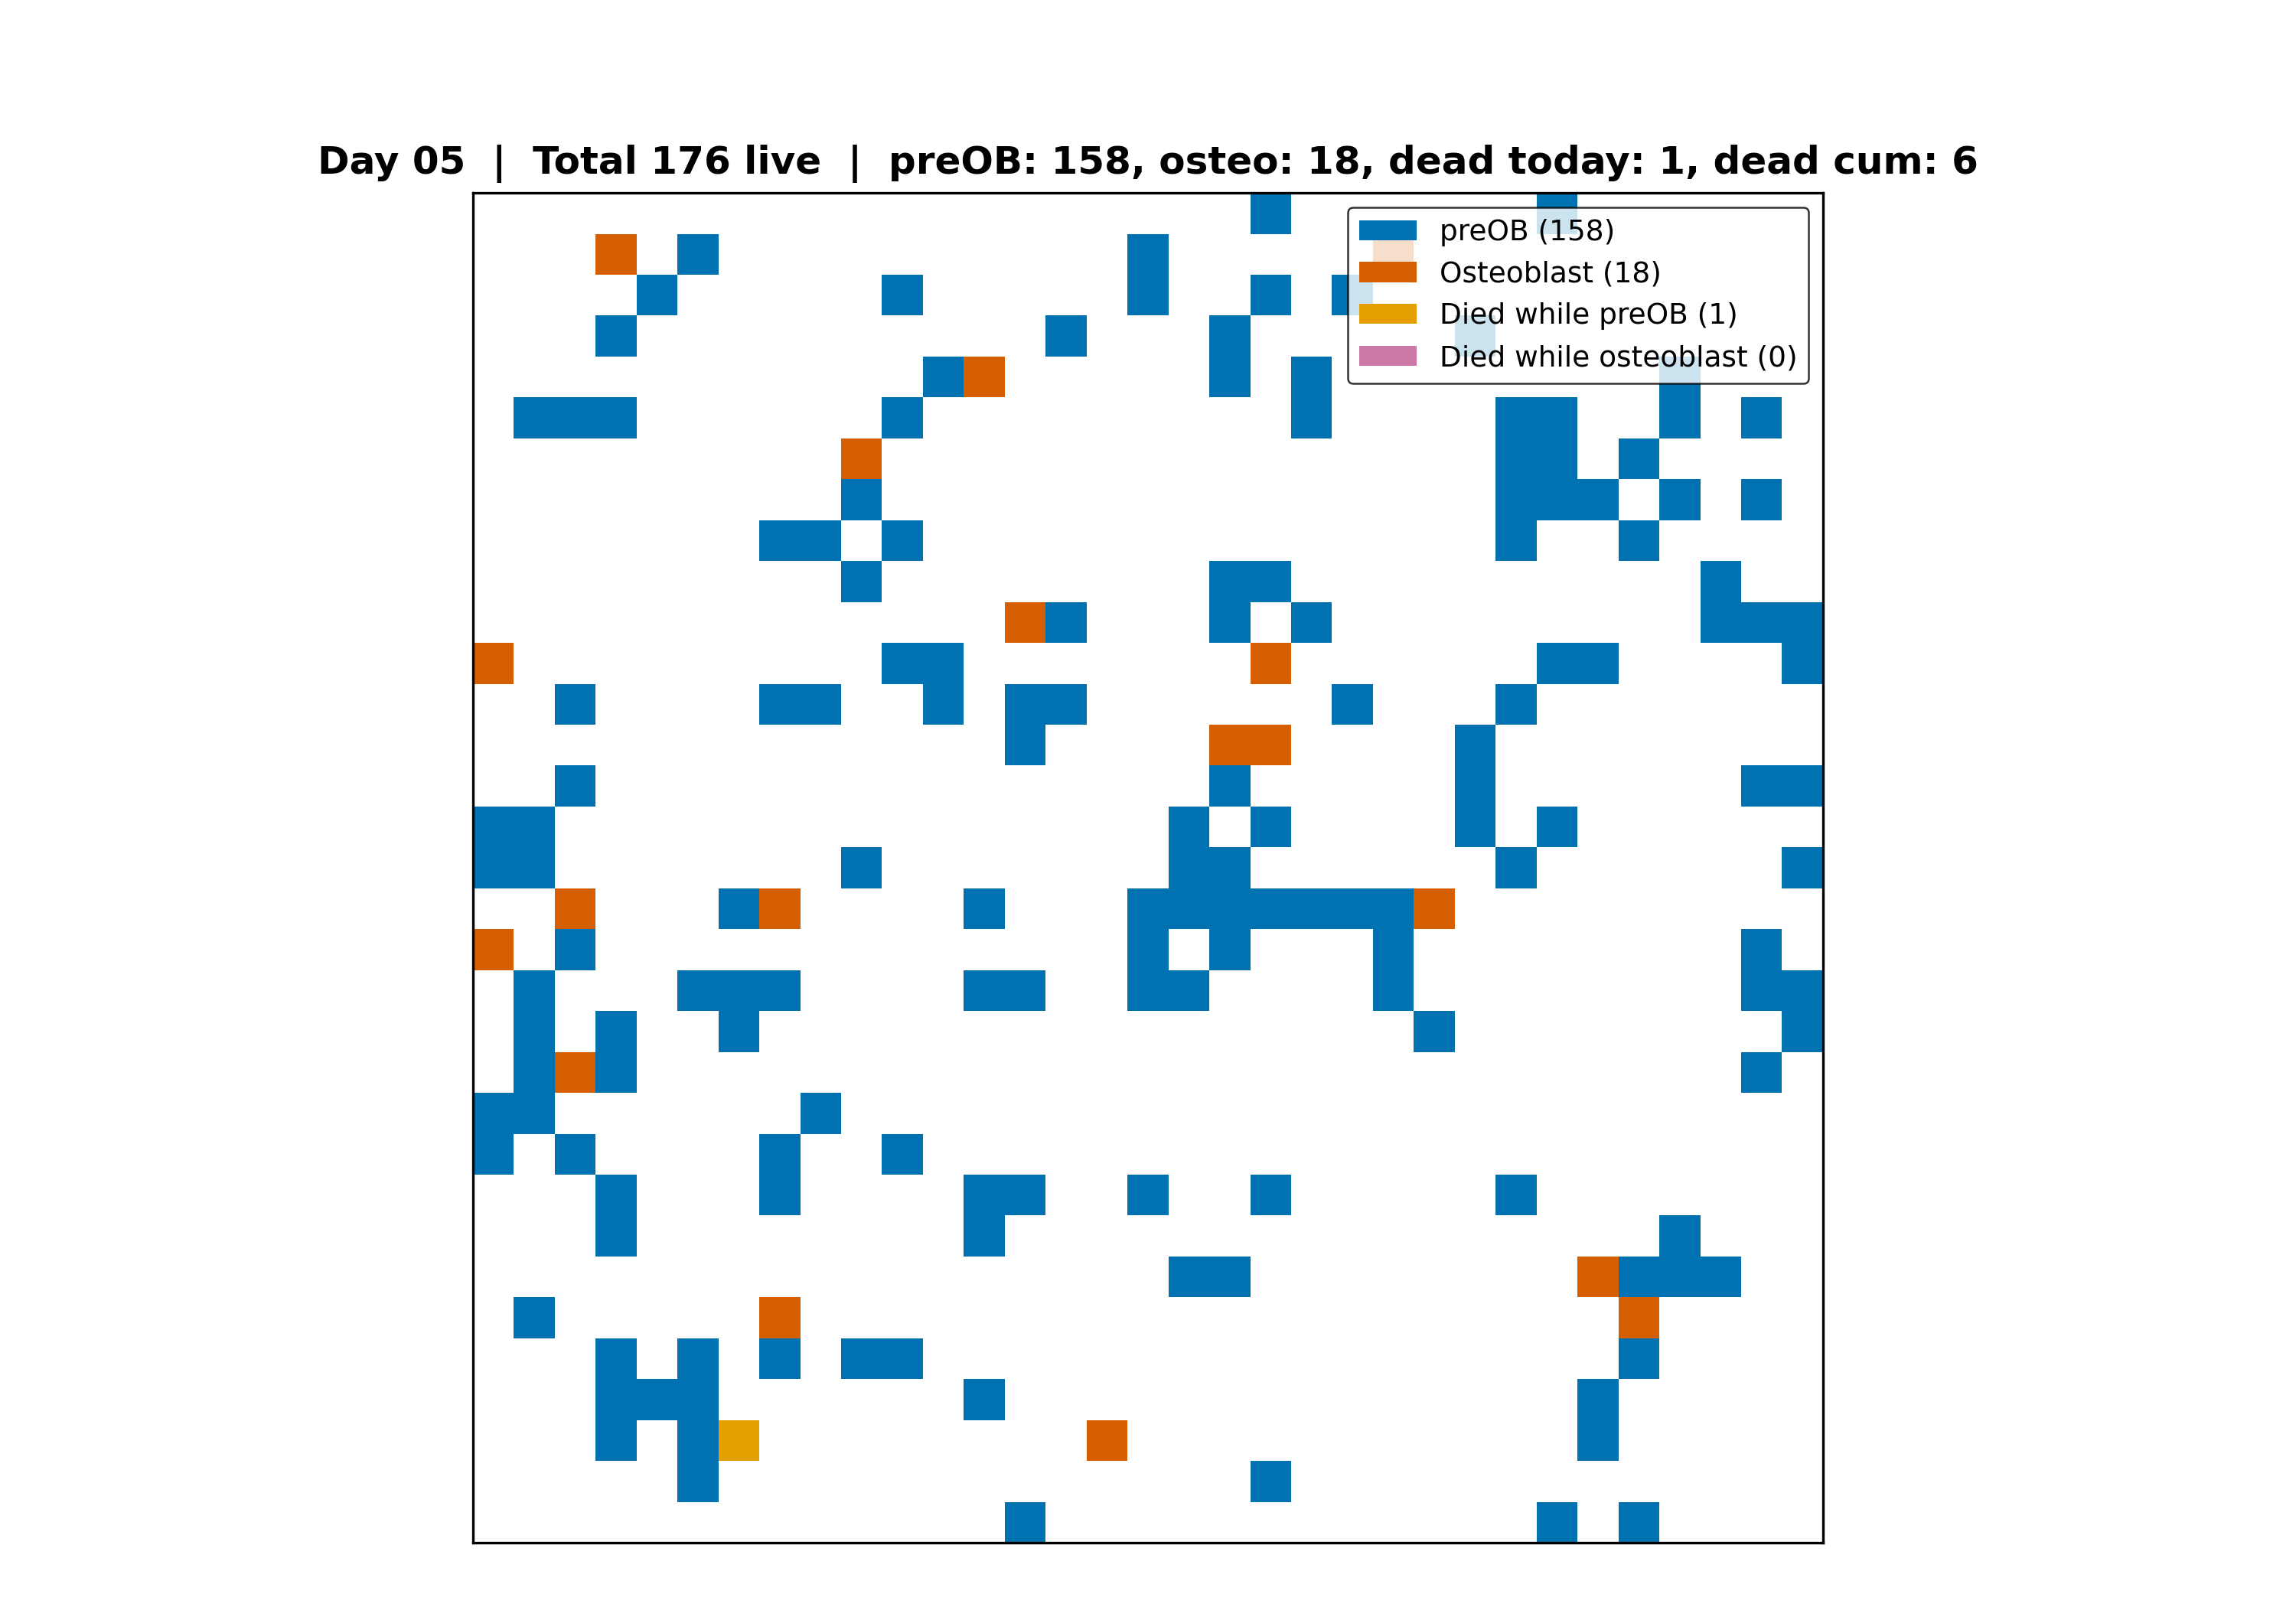 Day 05 | Total 176 live | preOB: 158, osteo: 18, dead today: 1, dead cum: 6
preOB (158)
Osteoblast (18)
Died while preOB (1)
Died while osteoblast (0)